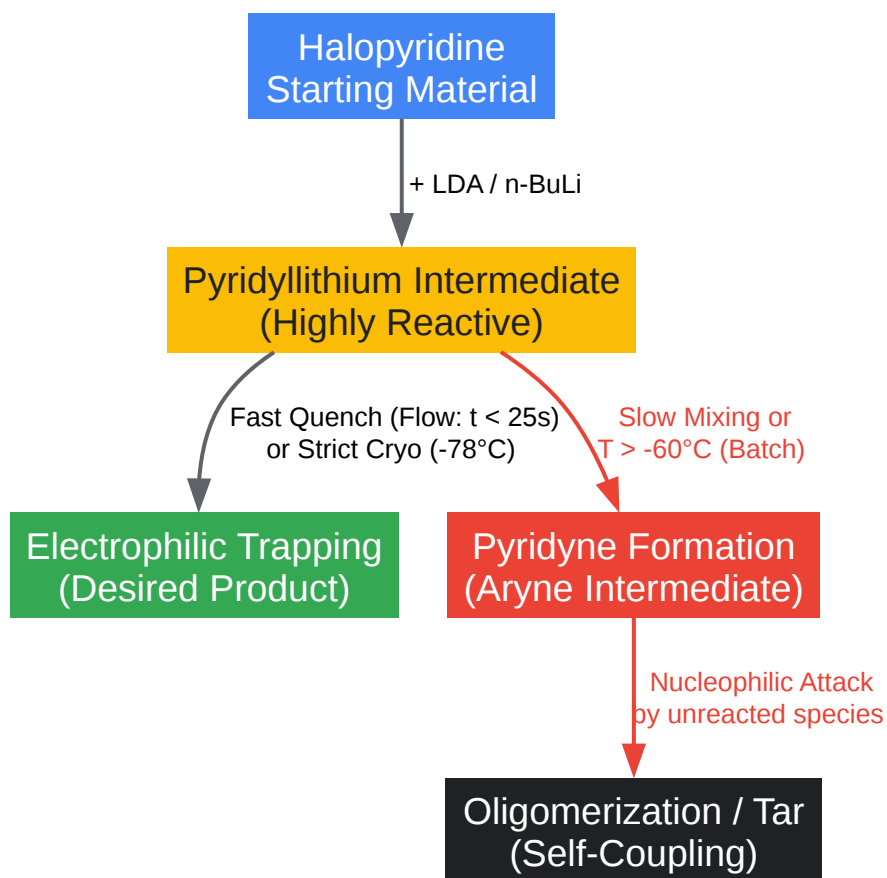 Halopyridine
Starting Material
+ LDA / n-BuLi
Pyridyllithium Intermediate
(Highly Reactive)
Fast Quench (Flow: t < 25s)
or Strict Cryo (-78°C)
Slow Mixing or
T > -60°C (Batch)
Electrophilic Trapping
(Desired Product)
Pyridyne Formation
(Aryne Intermediate)
Nucleophilic Attack
by unreacted species
Oligomerization / Tar
(Self-Coupling)